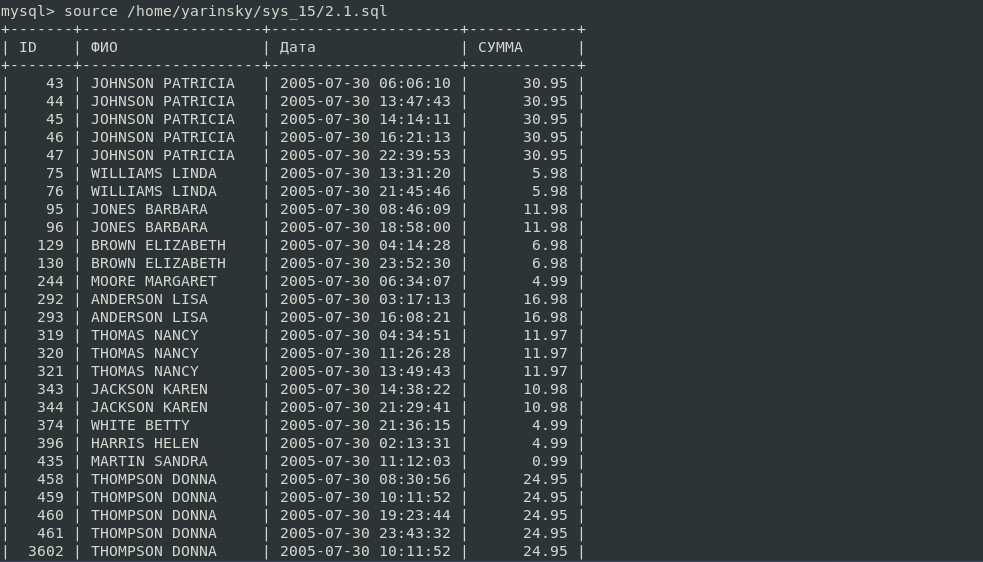 mysql> source /home/yarinsky/sys_15/2.1.sql
+-------+--------------------+---------------------+------------+
| ID    | ФИО                | Дата                | СУММА      |
+-------+--------------------+---------------------+------------+
|    43 | JOHNSON PATRICIA   | 2005-07-30 06:06:10 |      30.95 |
|    44 | JOHNSON PATRICIA   | 2005-07-30 13:47:43 |      30.95 |
|    45 | JOHNSON PATRICIA   | 2005-07-30 14:14:11 |      30.95 |
|    46 | JOHNSON PATRICIA   | 2005-07-30 16:21:13 |      30.95 |
|    47 | JOHNSON PATRICIA   | 2005-07-30 22:39:53 |      30.95 |
|    75 | WILLIAMS LINDA     | 2005-07-30 13:31:20 |       5.98 |
|    76 | WILLIAMS LINDA     | 2005-07-30 21:45:46 |       5.98 |
|    95 | JONES BARBARA      | 2005-07-30 08:46:09 |      11.98 |
|    96 | JONES BARBARA      | 2005-07-30 18:58:00 |      11.98 |
|   129 | BROWN ELIZABETH    | 2005-07-30 04:14:28 |       6.98 |
|   130 | BROWN ELIZABETH    | 2005-07-30 23:52:30 |       6.98 |
|   244 | MOORE MARGARET     | 2005-07-30 06:34:07 |       4.99 |
|   292 | ANDERSON LISA      | 2005-07-30 03:17:13 |      16.98 |
|   293 | ANDERSON LISA      | 2005-07-30 16:08:21 |      16.98 |
|   319 | THOMAS NANCY       | 2005-07-30 04:34:51 |      11.97 |
|   320 | THOMAS NANCY       | 2005-07-30 11:26:28 |      11.97 |
|   321 | THOMAS NANCY       | 2005-07-30 13:49:43 |      11.97 |
|   343 | JACKSON KAREN      | 2005-07-30 14:38:22 |      10.98 |
|   344 | JACKSON KAREN      | 2005-07-30 21:29:41 |      10.98 |
|   374 | WHITE BETTY        | 2005-07-30 21:36:15 |       4.99 |
|   396 | HARRIS HELEN       | 2005-07-30 02:13:31 |       4.99 |
|   435 | MARTIN SANDRA      | 2005-07-30 11:12:03 |       0.99 |
|   458 | THOMPSON DONNA     | 2005-07-30 08:30:56 |      24.95 |
|   459 | THOMPSON DONNA     | 2005-07-30 10:11:52 |      24.95 |
|   460 | THOMPSON DONNA     | 2005-07-30 19:23:44 |      24.95 |
|   461 | THOMPSON DONNA     | 2005-07-30 23:43:32 |      24.95 |
|  3602 | THOMPSON DONNA     | 2005-07-30 10:11:52 |      24.95 |